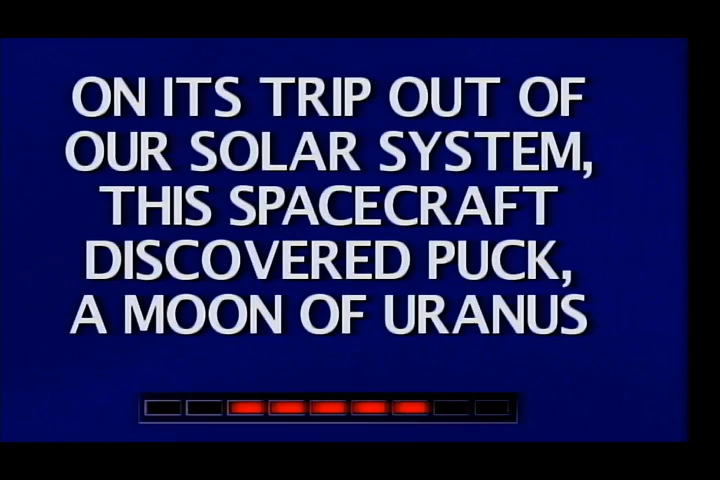 ON ITS TRIP OUT OF
OUR SOLAR SYSTEM,
THIS SPACECRAFT
DISCOVERED PUCK,
A MOON OF URANUS